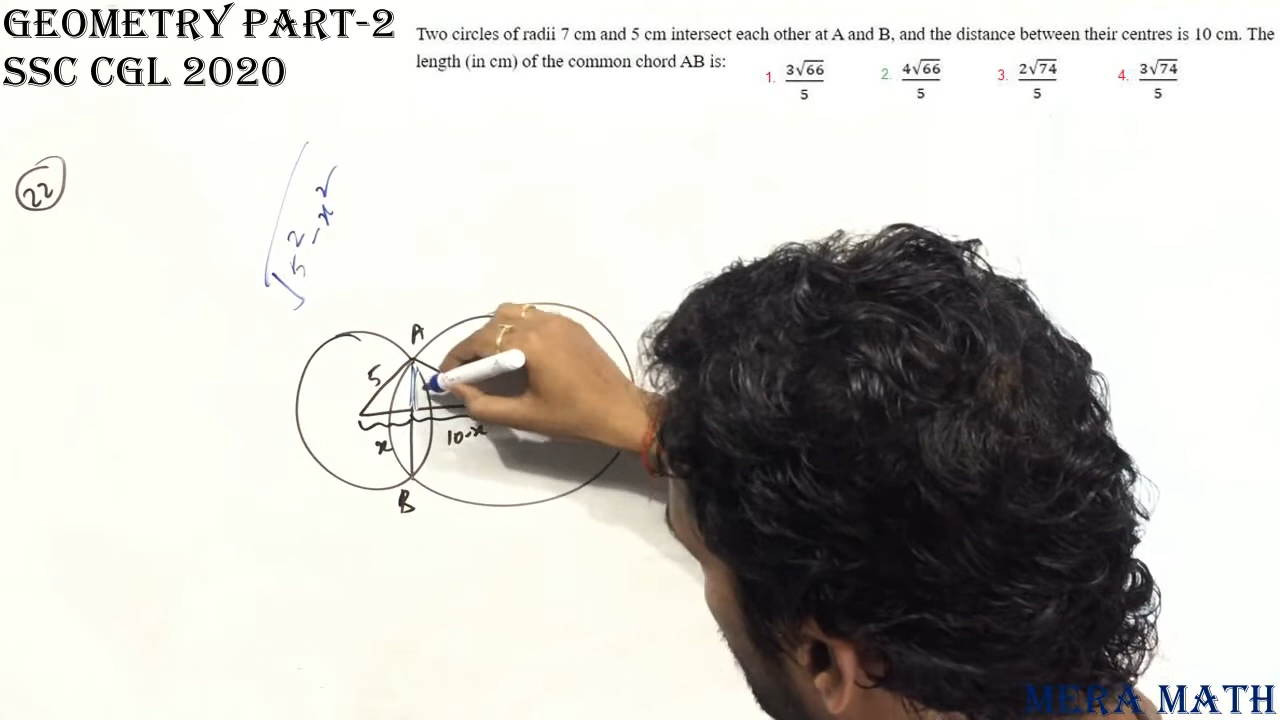 GEOMETRY PART-2
SSC CGL 2020
Two circles of radii 7 cm and 5 cm intersect each other at A and B, and the distance between their centres is 10 cm. The
length (in cm) of the common chord AB is:
1. 3√66/5 2. 4√66/5 3. 2√74/5 4. 3√74/5
22
√5²-x²
A
5
x 10-x
B
MERA MATH